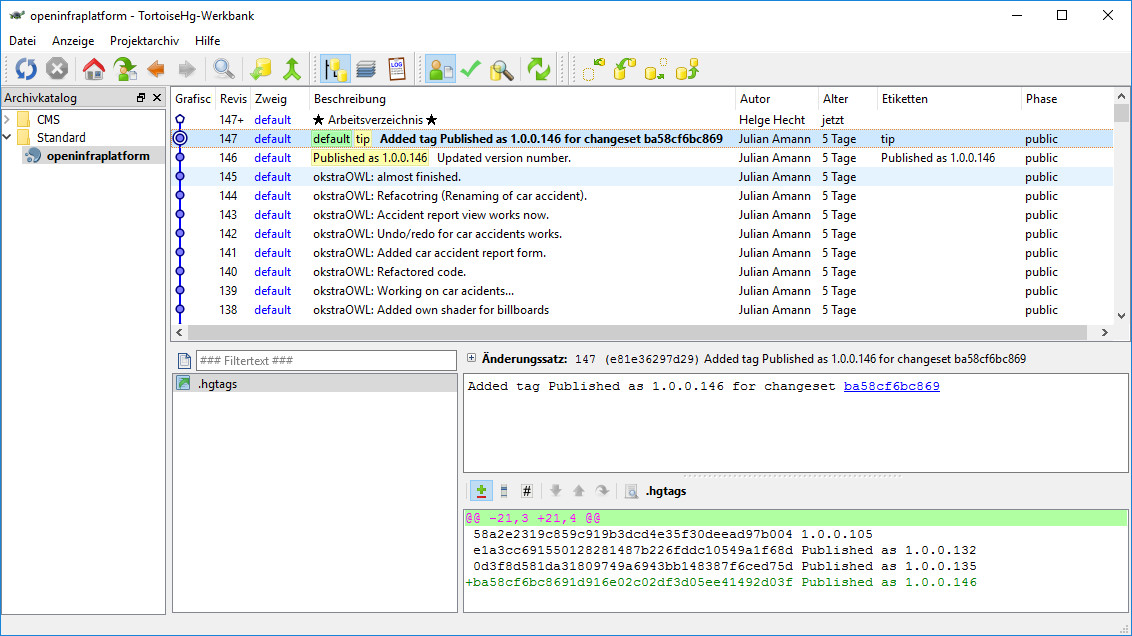 openinfraplatform - TortoiseHg-Werkbank
Datei Anzeige Projektarchiv Hilfe
LOG
Archivkatalog
CMS
Standard
openinfraplatform
Grafisc Revis Zweig Beschreibung Autor Alter Etiketten Phase
147+ default ★ Arbeitsverzeichnis ★ Helge Hecht jetzt
147 default default tip Added tag Published as 1.0.0.146 for changeset ba58cf6bc869 Julian Amann 5 Tage tip public
146 default Published as 1.0.0.146 Updated version number. Julian Amann 5 Tage Published as 1.0.0.146 public
145 default okstraOWL: almost finished. Julian Amann 5 Tage public
144 default okstraOWL: Refacotring (Renaming of car accident). Julian Amann 5 Tage public
143 default okstraOWL: Accident report view works now. Julian Amann 5 Tage public
142 default okstraOWL: Undo/redo for car accidents works. Julian Amann 5 Tage public
141 default okstraOWL: Added car accident report form. Julian Amann 5 Tage public
140 default okstraOWL: Refactored code. Julian Amann 5 Tage public
139 default okstraOWL: Working on car acidents... Julian Amann 5 Tage public
138 default okstraOWL: Added own shader for billboards Julian Amann 5 Tage public
### Filtertext ###
.hgtags
Änderungssatz: 147 (e81e36297d29) Added tag Published as 1.0.0.146 for changeset ba58cf6bc869
Added tag Published as 1.0.0.146 for changeset ba58cf6bc869
# .hgtags
@@ -21,3 +21,4 @@
58a2e2319c859c919b3dcd4e35f30deead97b004 1.0.0.105
e1a3cc691550128281487b226fddc10549a1f68d Published as 1.0.0.132
0d3f8d581da31809749a6943bb148387f6ced75d Published as 1.0.0.135
+ba58cf6bc8691d916e02c02df3d05ee41492d03f Published as 1.0.0.146